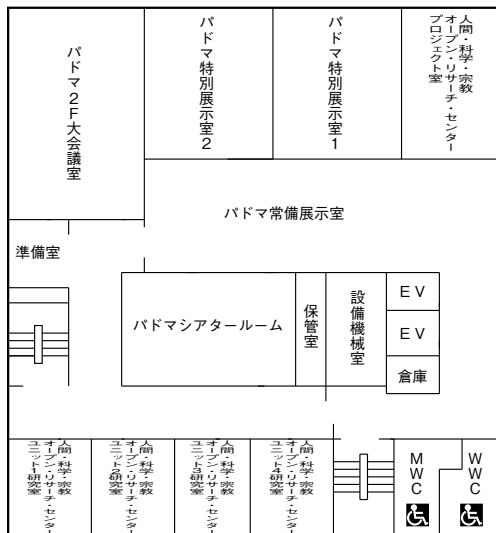 パドマ2F大会議室
パドマ特別展示室2
パドマ特別展示室1
人間・科学・宗教
オープン・リサーチ・センター
プロジェクト室
パドマ常備展示室
準備室
パドマシアタールーム
保管室
設備機械室
EV
EV
倉庫
人間・科学・宗教
オープン・リサーチ・センター
ユニット1研究室
人間・科学・宗教
オープン・リサーチ・センター
ユニット2研究室
人間・科学・宗教
オープン・リサーチ・センター
ユニット3研究室
人間・科学・宗教
オープン・リサーチ・センター
ユニット4研究室
MWC
WWC